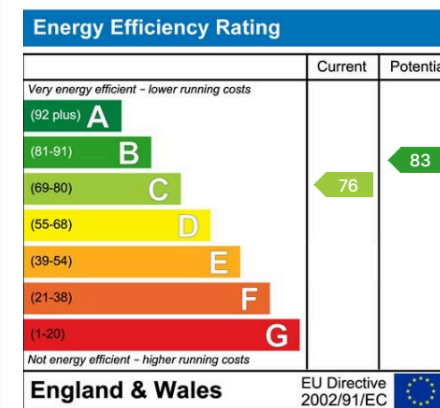 Energy Efficiency Rating
Current Potentia
Very energy efficient – lower running costs
(92 plus) A
(81-91) B
83
(69-80) C
76
(55-68) D
(39-54) E
(21-38) F
(1-20) G
Not energy efficient – higher running costs
England & Wales
EU Directive
2002/91/EC